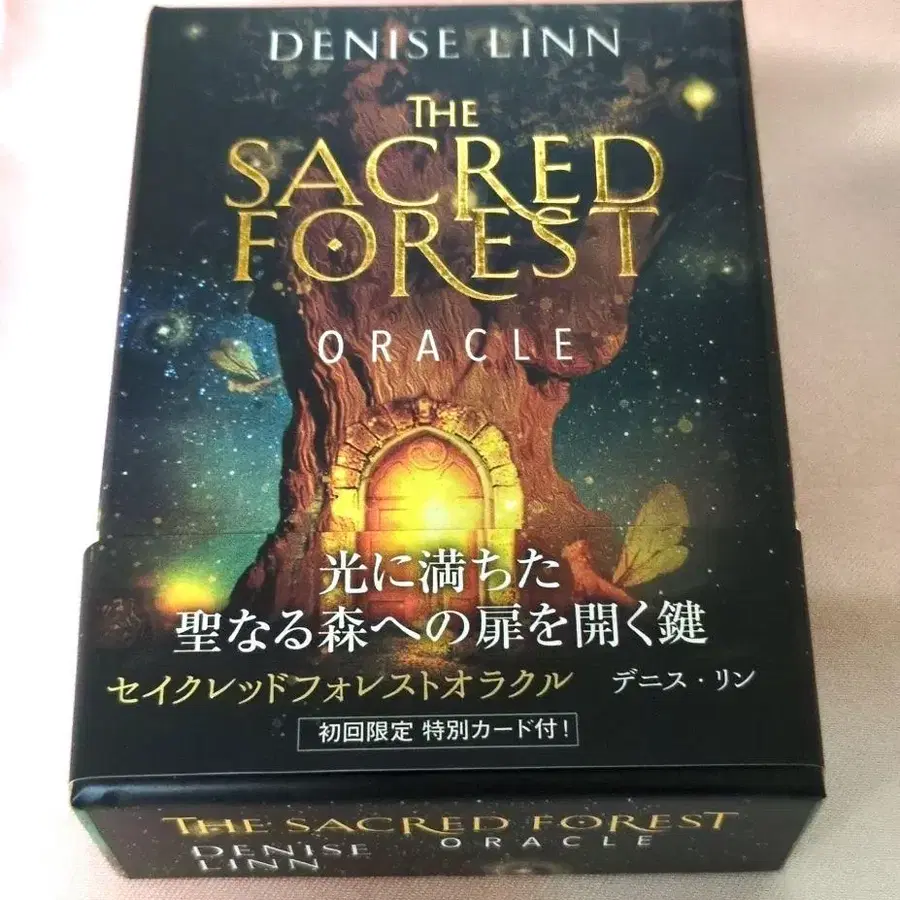 DENISE LINN
THE
SACRED
FOREST
ORACLE
光に満ちた
聖なる森への扉を開く鍵
セイクレッドフォレストオラクル デニス・リン
初回限定 特別カード付!
THE SACRED FOREST
DENISE ORACLE
LINN